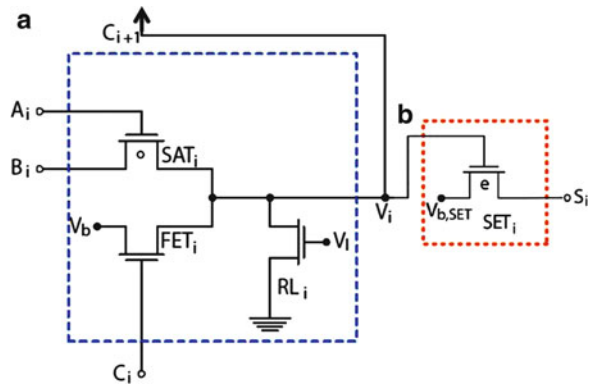 a
C_{i+1}
b
A_i
B_i
SAT_i
V_b
FET_i
V_i
V_{b,SET}
e
SET_i
S_i
V_l
RL_i
C_i